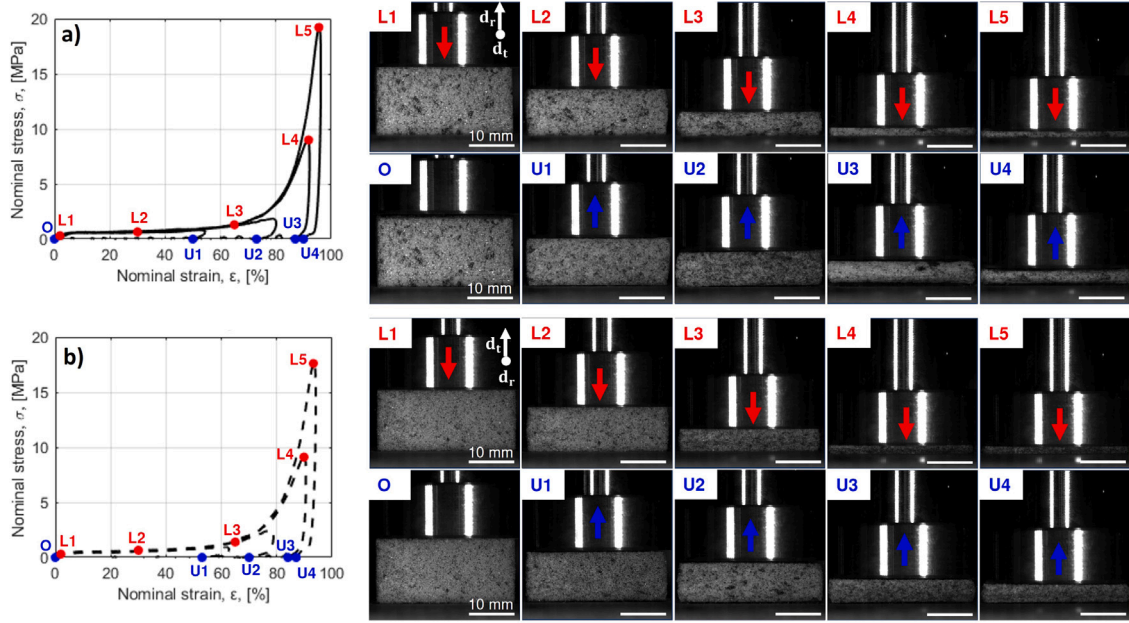 a)
Nominal stress, σ, [MPa]
20
15
10
5
0
L5
L4
L3
L2
L1
O
U1
U2
U3
U4
0
20
40
60
80
100
Nominal strain, ε, [%]
L1
dr
dt
10 mm
L2
L3
L4
L5
O
10 mm
U1
U2
U3
U4
b)
Nominal stress, σ, [MPa]
20
15
10
5
0
L5
L4
L3
L2
L1
O
U1
U2
U3
U4
0
20
40
60
80
100
Nominal strain, ε, [%]
L1
dt
dr
10 mm
L2
L3
L4
L5
O
10 mm
U1
U2
U3
U4